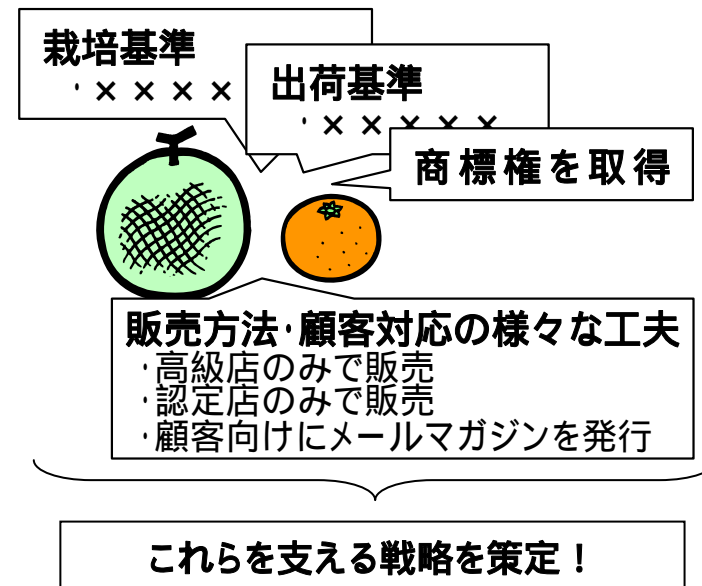 栽培基準
・××××
出荷基準
・×××××
商標権を取得
販売方法・顧客対応の様々な工夫
・高級店のみで販売
・認定店のみで販売
・顧客向けにメールマガジンを発行
これらを支える戦略を策定！